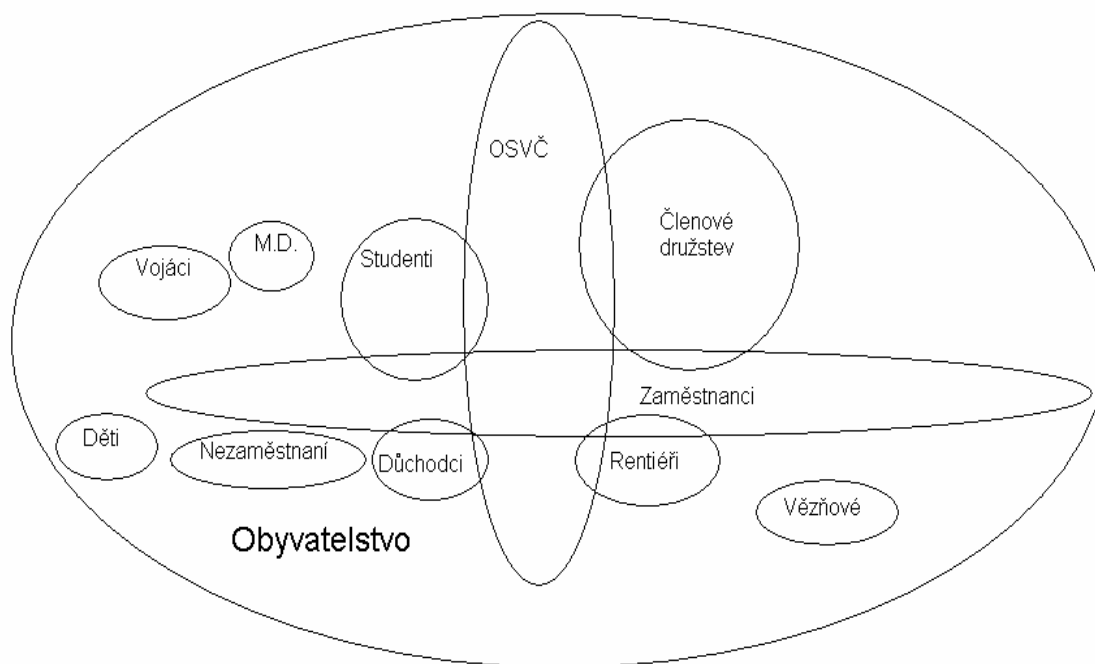 OSVČ
Členové
družstev
M.D.
Vojáci
Studenti
Zaměstnanci
Děti
Nezaměstnaní
Důchodci
Rentiéři
Vězňové
Obyvatelstvo